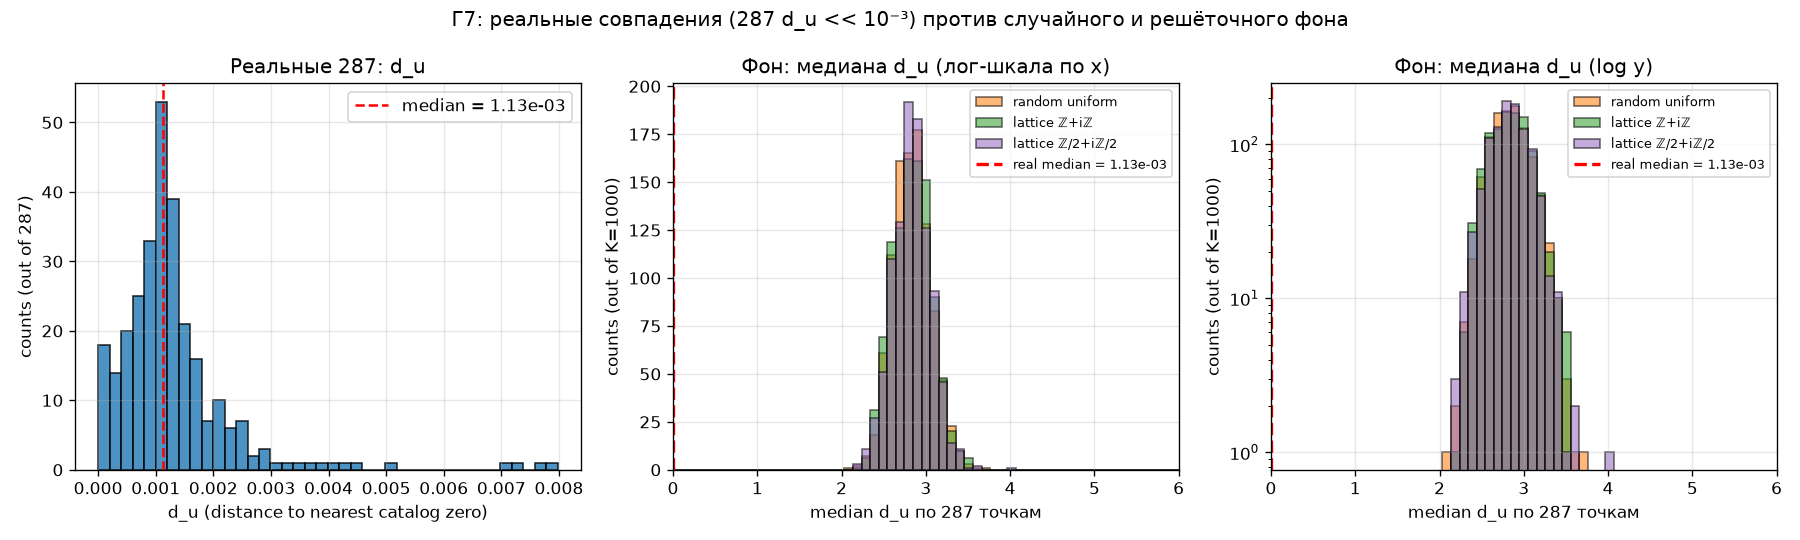 Г7: реальные совпадения (287 d_u << 10⁻³) против случайного и решёточного фона
Реальные 287: d_u
median = 1.13e-03
counts (out of 287)
50
40
30
20
10
0
0.000 0.001 0.002 0.003 0.004 0.005 0.006 0.007 0.008
d_u (distance to nearest catalog zero)
Фон: медиана d_u (лог-шкала по x)
random uniform
lattice ℤ+iℤ
lattice ℤ/2+iℤ/2
real median = 1.13e-03
counts (out of K=1000)
200
175
150
125
100
75
50
25
0
0 1 2 3 4 5 6
median d_u по 287 точкам
Фон: медиана d_u (log y)
random uniform
lattice ℤ+iℤ
lattice ℤ/2+iℤ/2
real median = 1.13e-03
counts (out of K=1000)
10²
10¹
10⁰
0 1 2 3 4 5 6
median d_u по 287 точкам